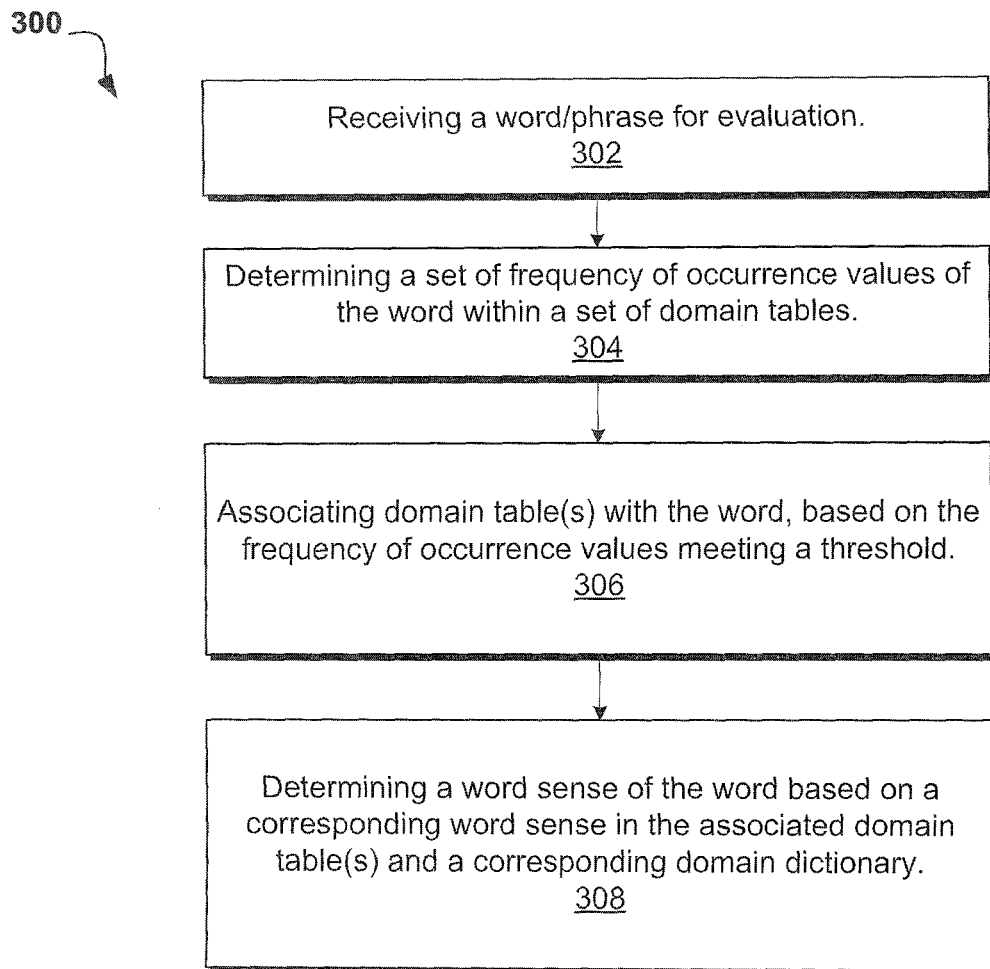 300
Receiving a word/phrase for evaluation.
302
Determining a set of frequency of occurrence values of
the word within a set of domain tables.
304
Associating domain table(s) with the word, based on the
frequency of occurrence values meeting a threshold.
306
Determining a word sense of the word based on a
corresponding word sense in the associated domain
table(s) and a corresponding domain dictionary.
308